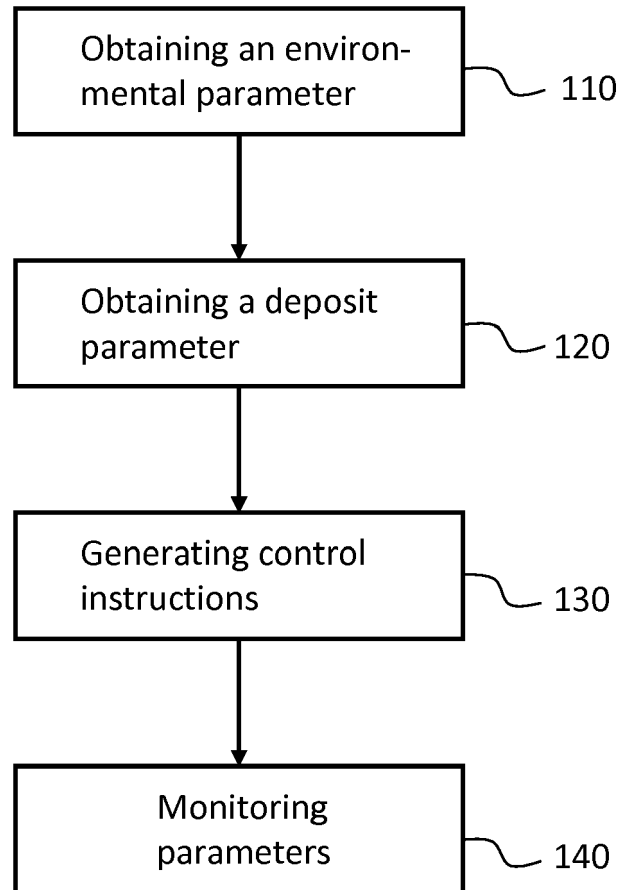 Obtaining an environ-
mental parameter
110
Obtaining a deposit
parameter
120
Generating control
instructions
130
Monitoring
parameters
140